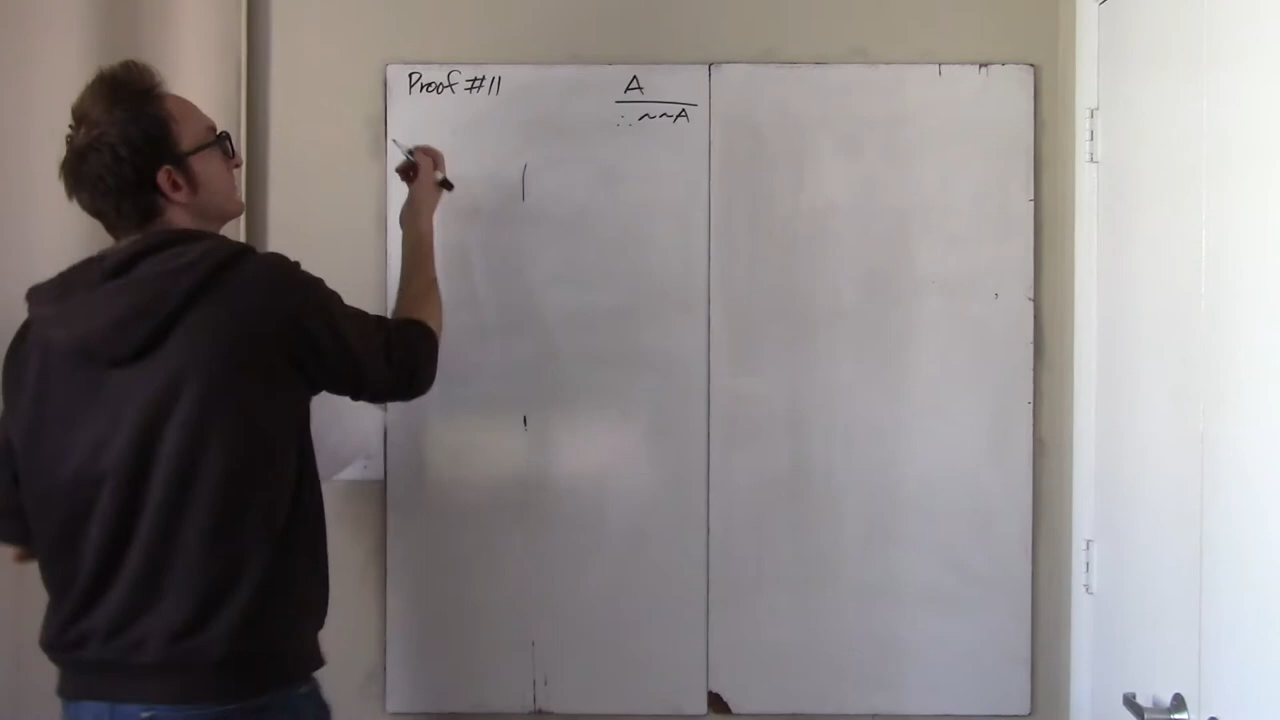 Proof #11
A
∴ ~~A